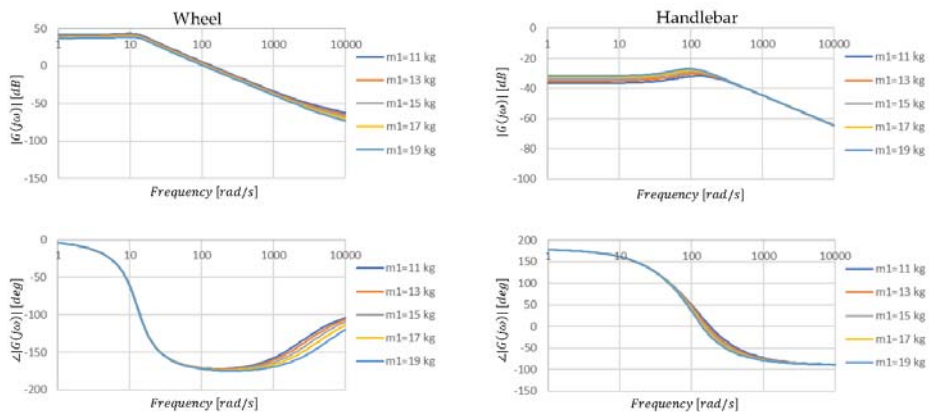 Wheel
50
0
-50
-100
-150
1 10 100 1000 10000
|G(jω)| [dB]
Frequency [rad/s]
m1=11 kg
m1=13 kg
m1=15 kg
m1=17 kg
m1=19 kg
Handlebar
0
-20
-40
-60
-80
-100
1 10 100 1000 10000
|G(jω)| [dB]
Frequency [rad/s]
m1=11 kg
m1=13 kg
m1=15 kg
m1=17 kg
m1=19 kg
0
-50
-100
-150
-200
1 10 100 1000 10000
∠|G(jω)| [deg]
Frequency [rad/s]
m1=11 kg
m1=13 kg
m1=15 kg
m1=17 kg
m1=19 kg
200
150
100
50
0
-50
-100
-150
1 10 100 1000 10000
∠|G(jω)| [deg]
Frequency [rad/s]
m1=11 kg
m1=13 kg
m1=15 kg
m1=17 kg
m1=19 kg